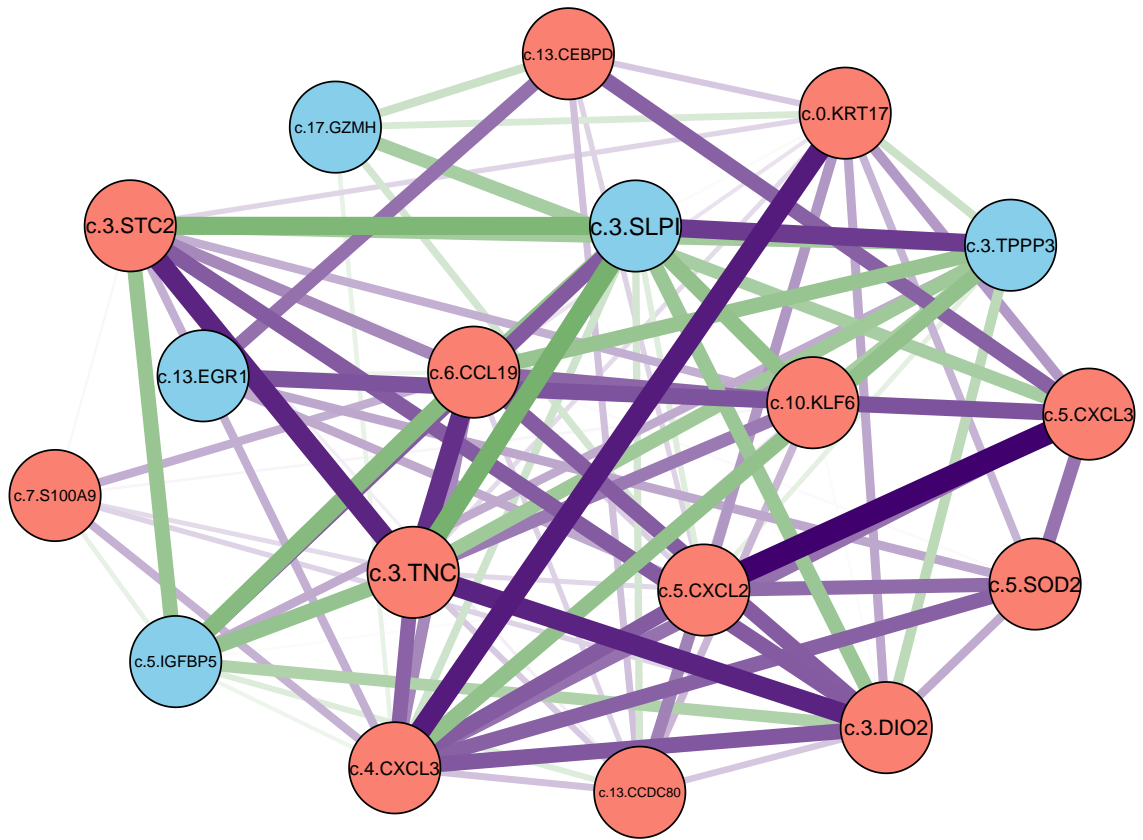 c.13.CEBPD
c.0.KRT17
c.17.GZMH
c.3.STC2
c.3.SLPI
c.3.TPPP3
c.13.EGR1
c.6.CCL19
c.10.KLF6
c.5.CXCL3
c.7.S100A9
c.3.TNC
c.5.CXCL2
c.5.SOD2
c.5.IGFBP5
c.4.CXCL3
c.3.DIO2
c.13.CCDC80